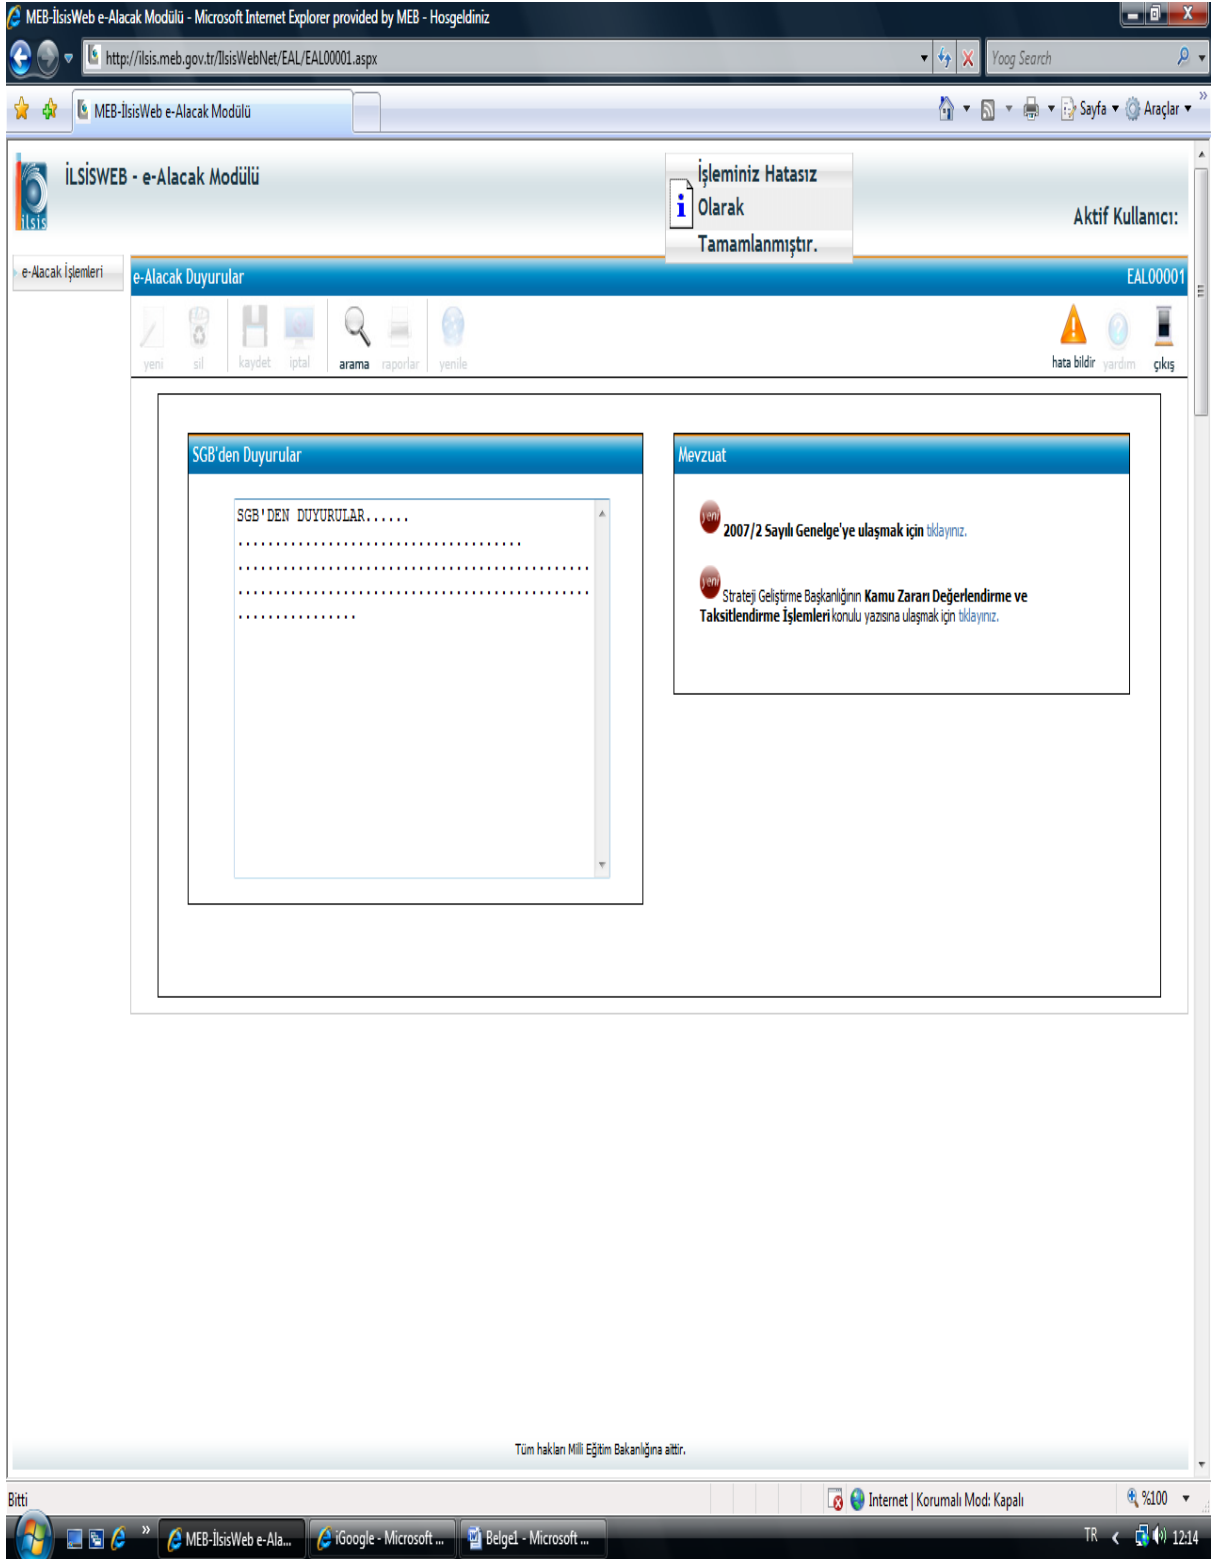 MEB-İlsisWeb e-Alacak Modülü - Microsoft Internet Explorer provided by MEB - Hosgeldiniz
http://ilsis.meb.gov.tr/IlsisWebNet/EAL/EAL00001.aspx
Yoog Search
MEB-İlsisWeb e-Alacak Modülü
Sayfa
Araçlar
ilsis
İLSİSWEB - e-Alacak Modülü
İşleminiz Hatasız
Olarak
Tamamlanmıştır.
Aktif Kullanıcı:
e-Alacak İşlemleri
e-Alacak Duyurular
EAL00001
yeni
sil
kaydet
iptal
arama
raporlar
yenile
hata bildir
yardım
çıkış
SGB'den Duyurular
SGB'DEN DUYURULAR......
......................................
...............................................
...............................................
................
Mevzuat
yeni
2007/2 Sayılı Genelge'ye ulaşmak için tıklayınız.
yeni
Strateji Geliştirme Başkanlığının Kamu Zararı Değerlendirme ve
Taksitlendirme İşlemleri konulu yazısına ulaşmak için tıklayınız.
Tüm hakları Milli Eğitim Bakanlığına aittir.
Bitti
Internet | Korumalı Mod: Kapalı
%100
MEB-İlsisWeb e-Ala...
iGoogle - Microsoft ...
Belge1 - Microsoft ...
TR
12:14